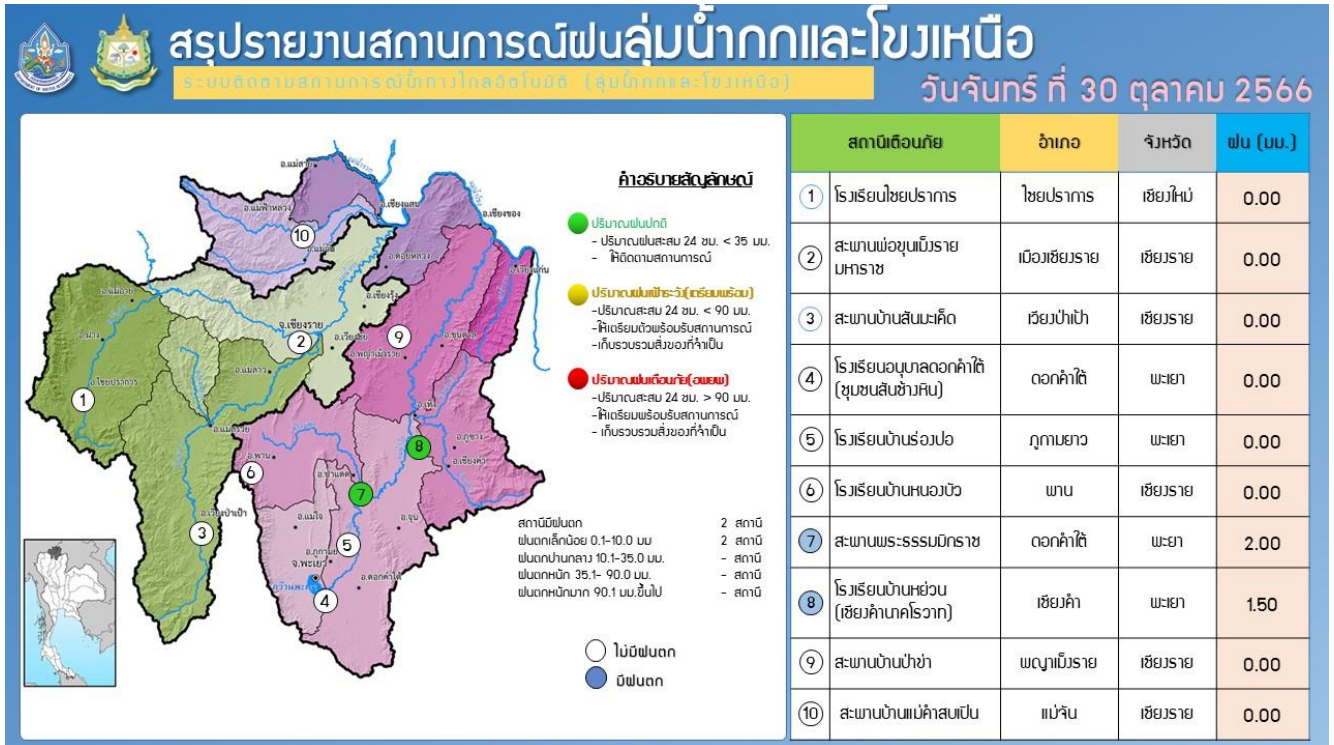 สรุปรายงานสถานการณ์ฝนลุ่มน้ำกกและโขงเหนือ
ระบบติดตามสถานการณ์น้ำทางไกลอัตโนมัติ (ลุ่มน้ำกกและโขงเหนือ)
วันจันทร์ ที่ 30 ตุลาคม 2566
อ.แม่สาย
อ.แม่ฟ้าหลวง
อ.เชียงแสน
อ.เชียงของ
10
อ.ดอยหลวง
อ.เวียงแก่น
อ.แม่อาย
อ.เชียงรุ้ง
อ.ฝาง
จ.เชียงราย
2
9
อ.ขุนตาล
อ.พญาเม็งราย
อ.แม่ลาว
อ.ไชยปราการ
1
อ.เทิง
อ.แม่สรวย
อ.ภูซาง
8
อ.เชียงคำ
อ.พาน
6
อ.ป่าแดด
7
อ.เวียงป่าเป้า
3
อ.แม่ใจ
อ.จุน
5
จ.พะเยา
อ.ดอกคำใต้
กว๊านพะเยา
4
คำอธิบายสัญลักษณ์
ปริมาณฝนปกติ
- ปริมาณฝนสะสม 24 ชม. < 35 มม.
- ให้ติดตามสถานการณ์
ปริมาณฝนเฝ้าระวัง(เตรียมพร้อม)
-ปริมาณสะสม 24 ชม. < 90 มม.
-ให้เตรียมตัวพร้อมรับสถานการณ์
-เก็บรวบรวมสิ่งของที่จำเป็น
ปริมาณฝนเตือนภัย(อพยพ)
-ปริมาณสะสม 24 ชม. > 90 มม.
-ให้เตรียมพร้อมรับสถานการณ์
- เก็บรวบรวมสิ่งของที่จำเป็น
สถานีมีฝนตก 2 สถานี
ฝนตกเล็กน้อย 0.1-10.0 มม 2 สถานี
ฝนตกปานกลาง 10.1-35.0 มม. - สถานี
ฝนตกหนัก 35.1- 90.0 มม. - สถานี
ฝนตกหนักมาก 90.1 มม.ขึ้นไป - สถานี
ไม่มีฝนตก
มีฝนตก
สถานีเตือนภัย อำเภอ จังหวัด ฝน (มม.)
1 โรงเรียนไชยปราการ ไชยปราการ เชียงใหม่ 0.00
2 สะพานพ่อขุนเม็งราย
มหาราช เมืองเชียงราย เชียงราย 0.00
3 สะพานบ้านสันมะเค็ด เวียงป่าเป้า เชียงราย 0.00
4 โรงเรียนอนุบาลดอกคำใต้
(ชุมชนสันช้างหิน) ดอกคำใต้ พะเยา 0.00
5 โรงเรียนบ้านร่องปอ ภูกามยาว พะเยา 0.00
6 โรงเรียนบ้านหนองบัว พาน เชียงราย 0.00
7 สะพานพระธรรมมิกราช ดอกคำใต้ พะเยา 2.00
8 โรงเรียนบ้านหย่วน
(เชียงคำนาคโรวาท) เชียงคำ พะเยา 1.50
9 สะพานบ้านป่าข่า พญาเม็งราย เชียงราย 0.00
10 สะพานบ้านแม่คำสบเปิน แม่จัน เชียงราย 0.00